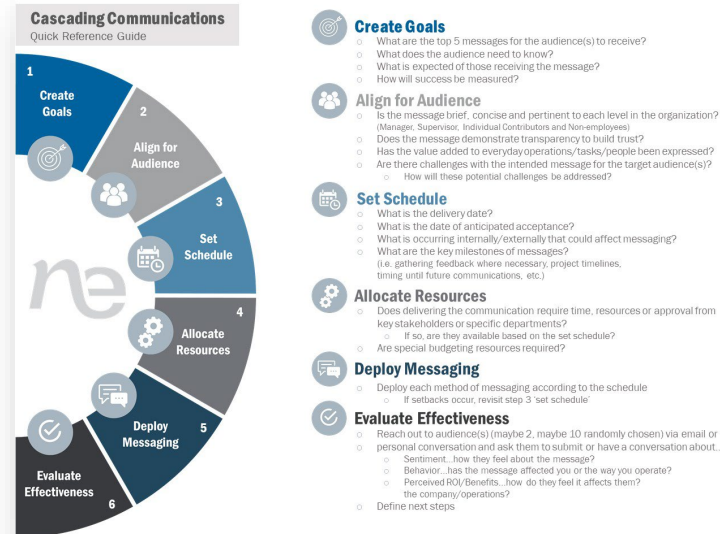 Cascading Communications
Quick Reference Guide
1
Create
Goals
2
Align for
Audience
3
Set
Schedule
4
Allocate
Resources
Deploy
Messaging
5
Evaluate
Effectiveness
6
ne
Create Goals
What are the top 5 messages for the audience(s) to receive?
What does the audience need to know?
What is expected of those receiving the message?
How will success be measured?
Align for Audience
Is the message brief, concise and pertinent to each level in the organization?
(Manager, Supervisor, Individual Contributors and Non-employees)
Does the message demonstrate transparency to build trust?
Has the value added to everyday operations/tasks/people been expressed?
Are there challenges with the intended message for the target audience(s)?
How will these potential challenges be addressed?
Set Schedule
What is the delivery date?
What is the date of anticipated acceptance?
What is occurring internally/externally that could affect messaging?
What are the key milestones of messages?
(i.e. gathering feedback where necessary, project timelines,
timing until future communications, etc.)
Allocate Resources
Does delivering the communication require time, resources or approval from
key stakeholders or specific departments?
If so, are they available based on the set schedule?
Are special budgeting resources required?
Deploy Messaging
Deploy each method of messaging according to the schedule
If setbacks occur, revisit step 3 ‘set schedule’
Evaluate Effectiveness
Reach out to audience(s) (maybe 2, maybe 10 randomly chosen) via email or
personal conversation and ask them to submit or have a conversation about..
Sentiment...how they feel about the message?
Behavior...has the message affected you or the way you operate?
Perceived ROI/Benefits...how do they feel it affects them?
the company/operations?
Define next steps